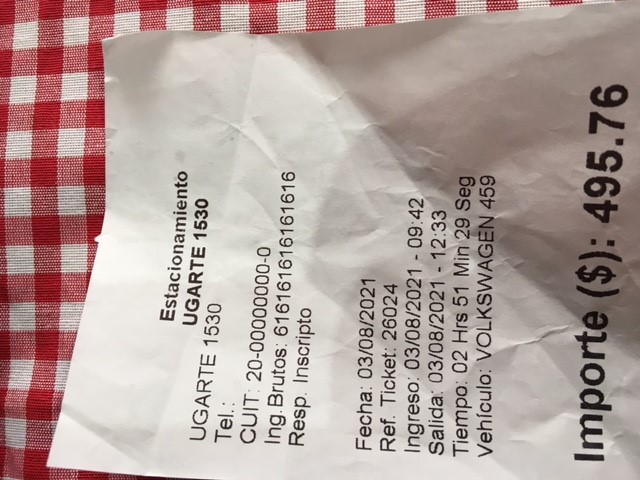 Estacionamiento
UGARTE 1530
UGARTE 1530
Tel.:
CUIT: 20-00000000-0
Ing.Brutos: 6161616161616161616
Resp. Inscripto
Fecha: 03/08/2021
Ref. Ticket: 26024
Ingreso: 03/08/2021 - 09:42
Salida: 03/08/2021 - 12:33
Tiempo: 02 Hrs 51 Min 29 Seg
Vehículo: VOLKSWAGEN 459
Importe ($): 495.76